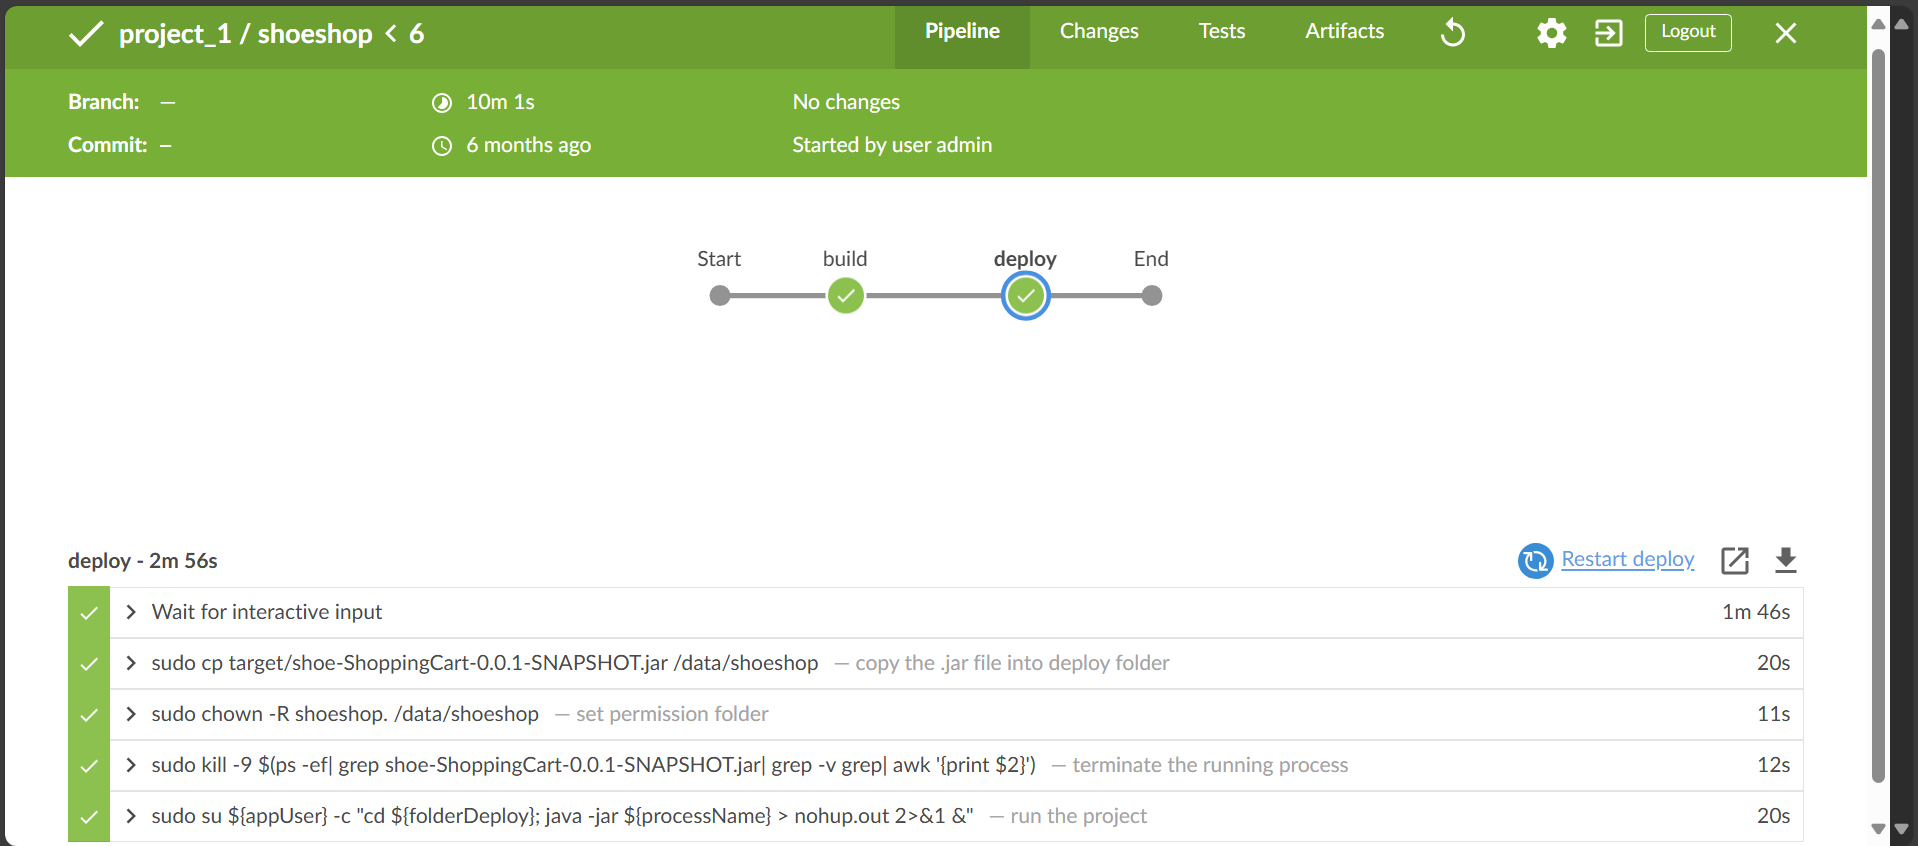 project_1 / shoeshop < 6
Pipeline
Changes
Tests
Artifacts
Logout
Branch: —
10m 1s
No changes
Commit: –
6 months ago
Started by user admin
Start
build
deploy
End
deploy - 2m 56s
Restart deploy
Wait for interactive input
1m 46s
sudo cp target/shoe-ShoppingCart-0.0.1-SNAPSHOT.jar /data/shoeshop — copy the .jar file into deploy folder
20s
sudo chown -R shoeshop. /data/shoeshop — set permission folder
11s
sudo kill -9 $(ps -ef| grep shoe-ShoppingCart-0.0.1-SNAPSHOT.jar| grep -v grep| awk '{print $2}') — terminate the running process
12s
sudo su ${appUser} -c "cd ${folderDeploy}; java -jar ${processName} > nohup.out 2>&1 &" — run the project
20s